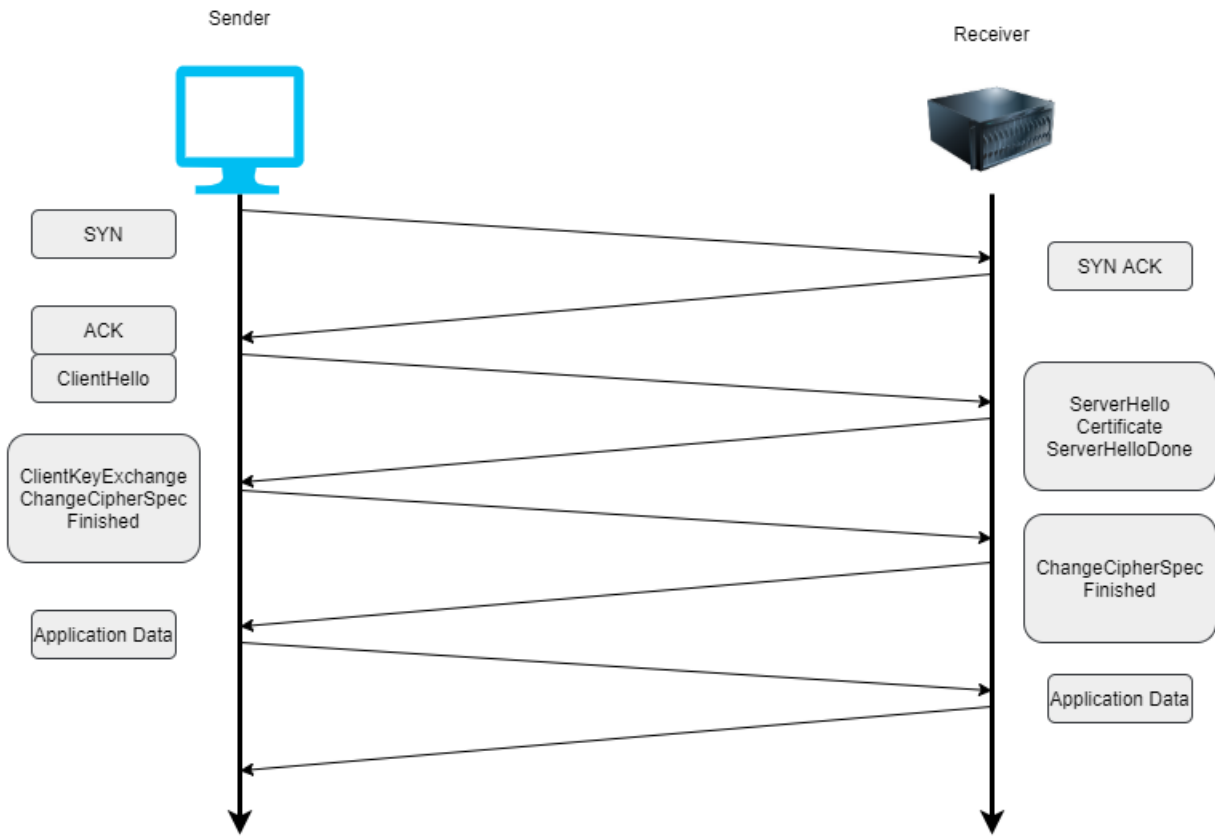 Sender
Receiver
SYN
SYN ACK
ACK
ClientHello
ServerHello
Certificate
ServerHelloDone
ClientKeyExchange
ChangeCipherSpec
Finished
ChangeCipherSpec
Finished
Application Data
Application Data